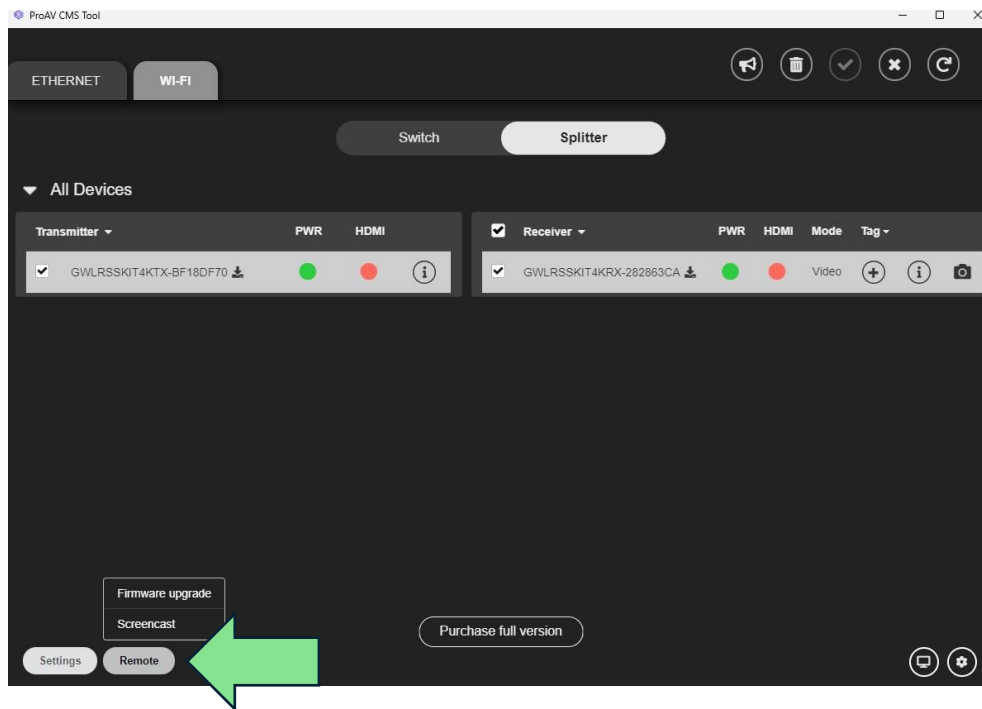 ProAV CMS Tool
ETHERNET WI-FI
Switch Splitter
All Devices
Transmitter PWR HDMI Receiver PWR HDMI Mode Tag
GWLRSSKIT4KTX-BF18DF70 GWLRSSKIT4KRX-282863CA Video
Firmware upgrade
Screencast
Purchase full version
Settings Remote